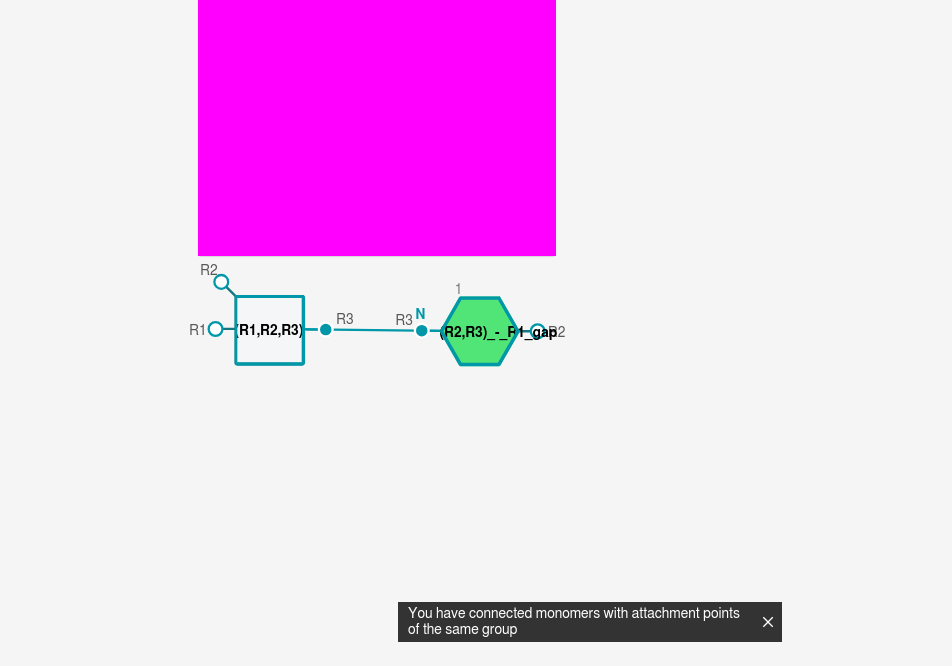 R2
1
N
R3
R3
R1
(R1,R2,R3)
(R2,R3)_-_R1_gap
R2
You have connected monomers with attachment points
of the same group